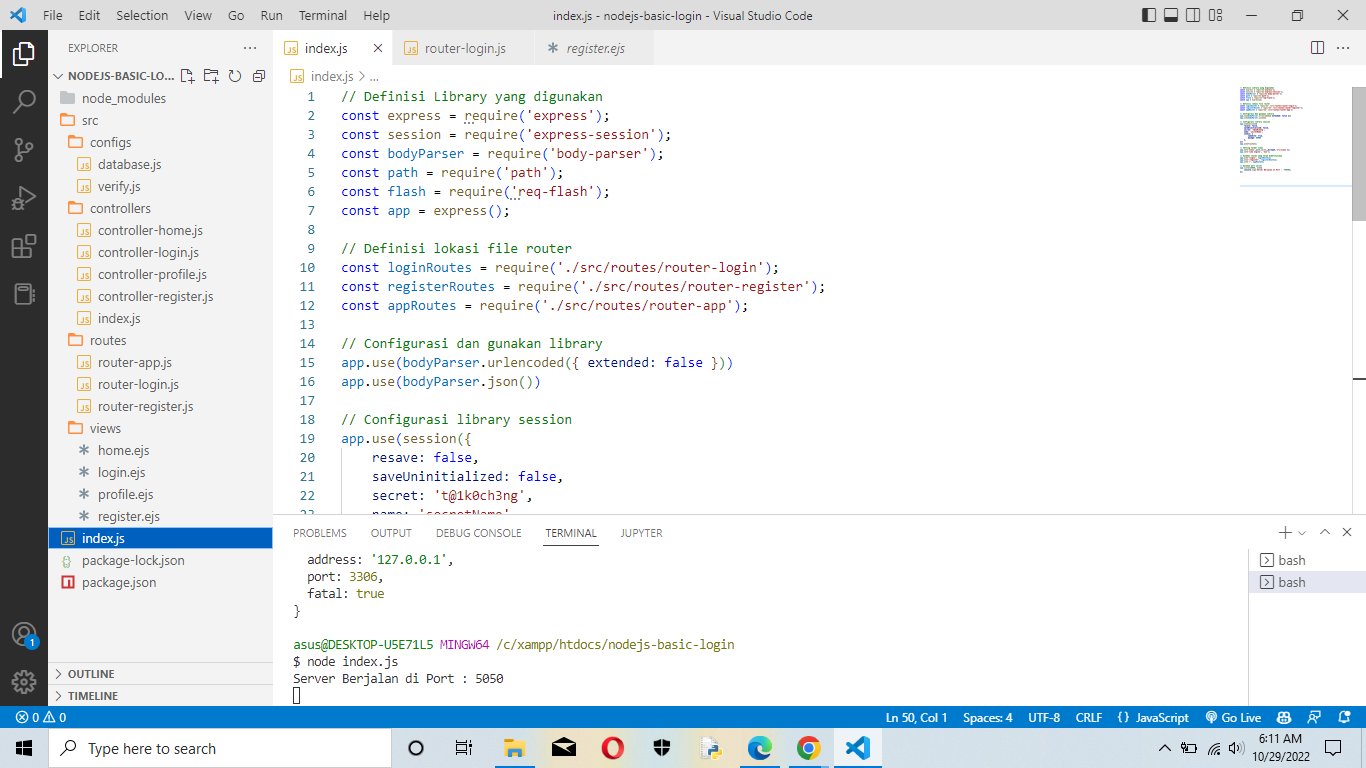 File Edit Selection View Go Run Terminal Help index.js - nodejs-basic-login - Visual Studio Code
EXPLORER
NODEJS-BASIC-LO...
node_modules
src
configs
database.js
verify.js
controllers
controller-home.js
controller-login.js
controller-profile.js
controller-register.js
index.js
routes
router-app.js
router-login.js
router-register.js
views
home.ejs
login.ejs
profile.ejs
register.ejs
index.js
package-lock.json
package.json
OUTLINE
TIMELINE
1
index.js router-login.js register.ejs
index.js > ...
1 // Definisi Library yang digunakan
2 const express = require('express');
3 const session = require('express-session');
4 const bodyParser = require('body-parser');
5 const path = require('path');
6 const flash = require('req-flash');
7 const app = express();
8
9 // Definisi lokasi file router
10 const loginRoutes = require('./src/routes/router-login');
11 const registerRoutes = require('./src/routes/router-register');
12 const appRoutes = require('./src/routes/router-app');
13
14 // Configurasi dan gunakan library
15 app.use(bodyParser.urlencoded({ extended: false }))
16 app.use(bodyParser.json())
17
18 // Configurasi library session
19 app.use(session({
20 resave: false,
21 saveUninitialized: false,
22 secret: 't@1k0ch3ng',
23 name: 'secretName',
PROBLEMS OUTPUT DEBUG CONSOLE TERMINAL JUPYTER
address: '127.0.0.1',
port: 3306,
fatal: true
}
asus@DESKTOP-U5E71L5 MINGW64 /c/xampp/htdocs/nodejs-basic-login
$ node index.js
Server Berjalan di Port : 5050
bash
bash
0 0 Ln 50, Col 1 Spaces: 4 UTF-8 CRLF {} JavaScript Go Live
Type here to search
6:11 AM
10/29/2022